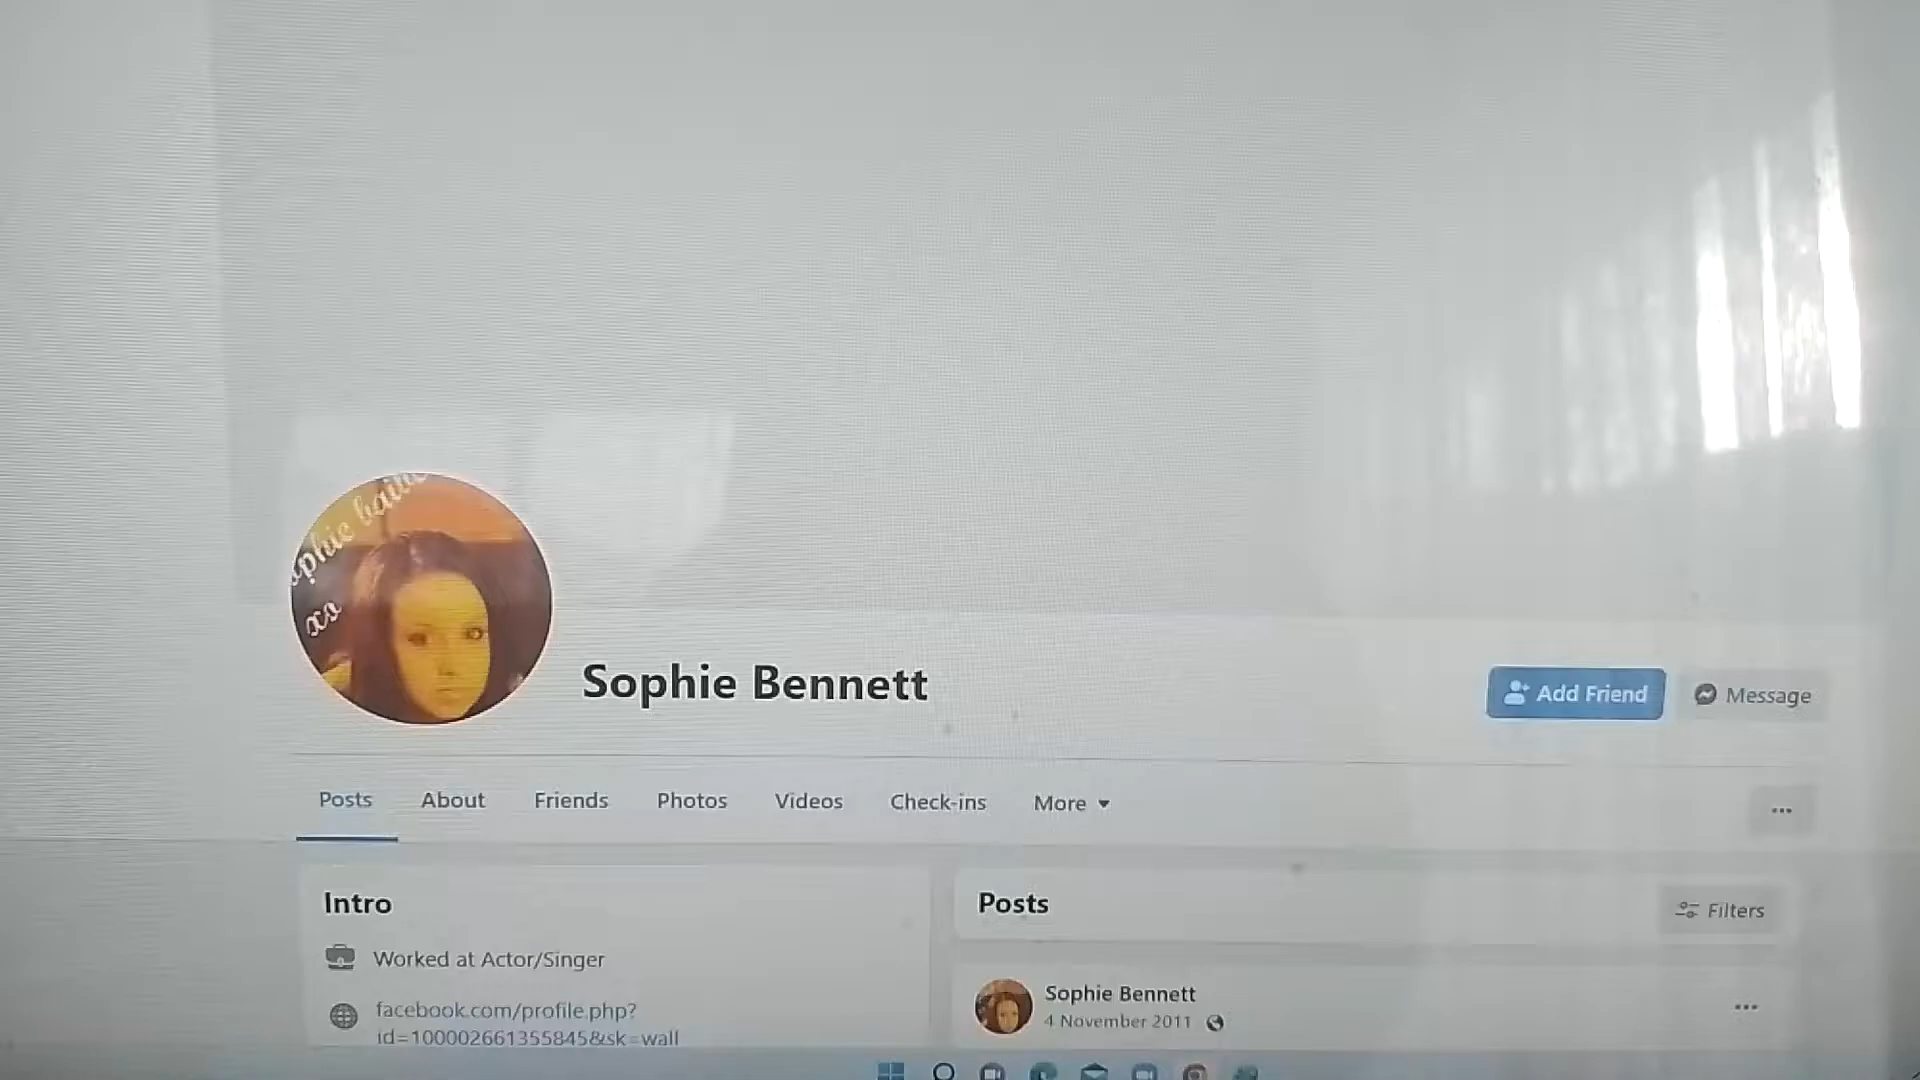 xo
Sophie Bennett
Add Friend
Message
Posts
About
Friends
Photos
Videos
Check-ins
More
Intro
Worked at Actor/Singer
facebook.com/profile.php?
id=100002661355845&sk=wall
Posts
Filters
Sophie Bennett
4 November 2011